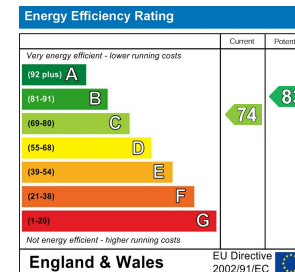 Energy Efficiency Rating
Current
Very energy efficient - lower running costs
(92 plus) A
(81-91) B
(69-80) C
74
(55-68) D
(39-54) E
(21-38) F
(1-20) G
Not energy efficient - higher running costs
England & Wales
EU Directive
2002/91/EC